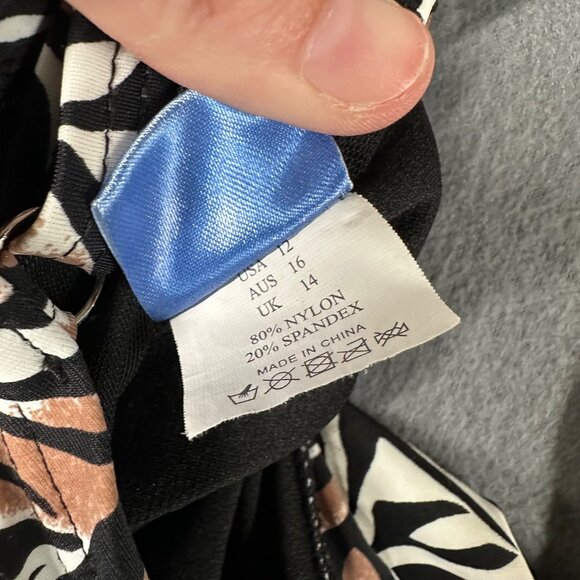 USA 12
AUS 16
UK 14
80% NYLON
20% SPANDEX
MADE IN CHINA